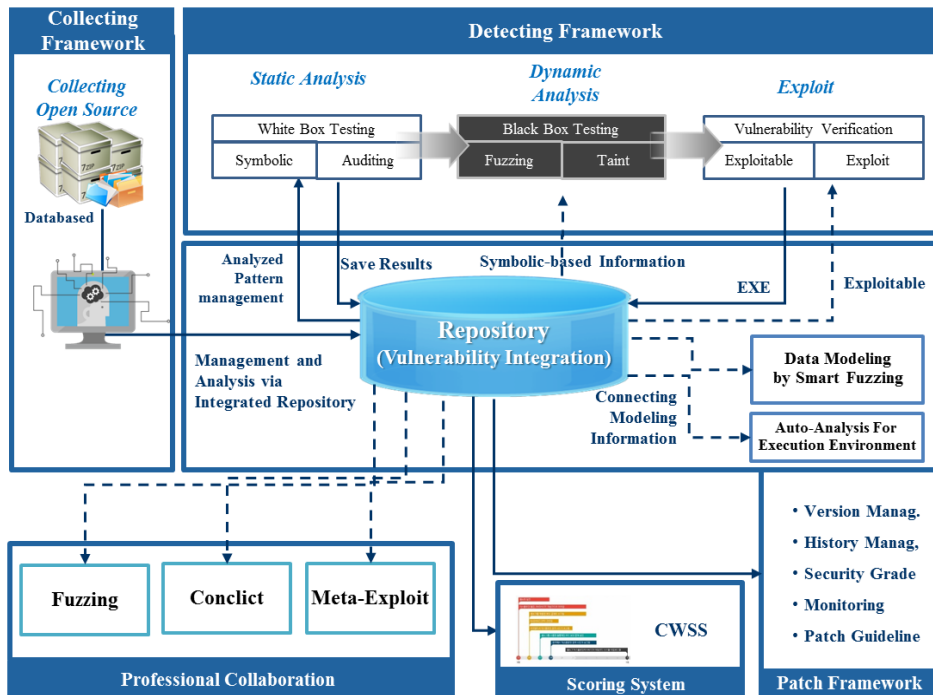 Collecting
Framework
Collecting
Open Source
Databased
Detecting Framework
Static Analysis
White Box Testing
Symbolic
Auditing
Dynamic
Analysis
Black Box Testing
Fuzzing
Taint
Exploit
Vulnerability Verification
Exploitable
Exploit
Analyzed
Pattern
management
Save Results
Symbolic-based Information
EXE
Exploitable
Repository
(Vulnerability Integration)
Management and
Analysis via
Integrated Repository
Connecting
Modeling
Information
Data Modeling
by Smart Fuzzing
Auto-Analysis For
Execution Environment
Fuzzing
Conclict
Meta-Exploit
Professional Collaboration
CWSS
Scoring System
• Version Manag.
• History Manag,
• Security Grade
• Monitoring
• Patch Guideline
Patch Framework